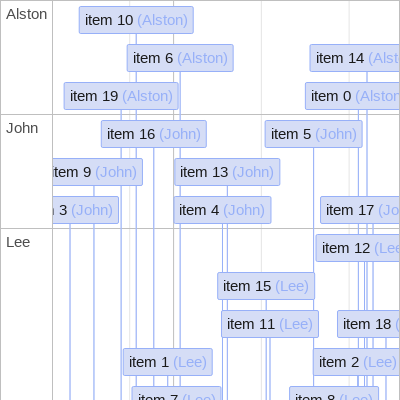 Alston
item 10 (Alston)
item 6 (Alston)
item 14 (Alst
item 19 (Alston)
item 0 (Alston
John
item 16 (John)
item 5 (John)
item 9 (John)
item 13 (John)
3 (John)
item 4 (John)
item 17 (Jo
Lee
item 12 (Lee
item 15 (Lee)
item 11 (Lee)
item 18 (
item 1 (Lee)
item 2 (Lee)
item 7 (Lee)
item 8 (Lee)